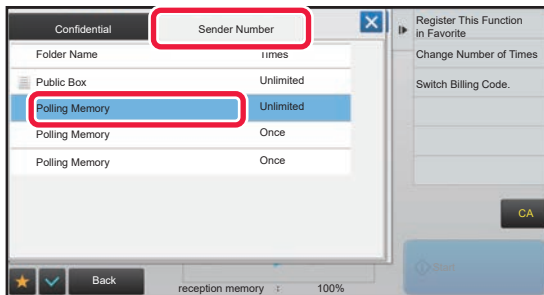 Confidential
Sender Number
Folder Name Times
Public Box Unlimited
Polling Memory Unlimited
Polling Memory Once
Polling Memory Once
Back
reception memory : 100%
Register This Function
in Favorite
Change Number of Times
Switch Billing Code.
CA
Start